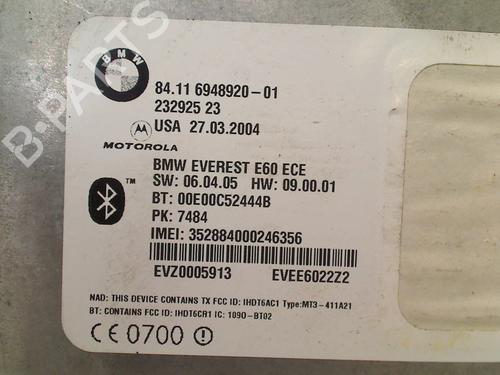 BMW
84.11 6948920-01
232925 23
USA 27.03.2004
MOTOROLA
BMW EVEREST E60 ECE
SW: 06.04.05 HW: 09.00.01
BT: 00E00C52444B
PK: 7484
IMEI: 352884000246356
EVZ0005913 EVEE6022Z2
NAD: THIS DEVICE CONTAINS TX FCC ID: IHDT6AC1 Type:MT3-411A21
BT: CONTAINS FCC ID: IHDT6CR1 IC: 109O-BT02
CE 0700 !
B-PARTS
TM